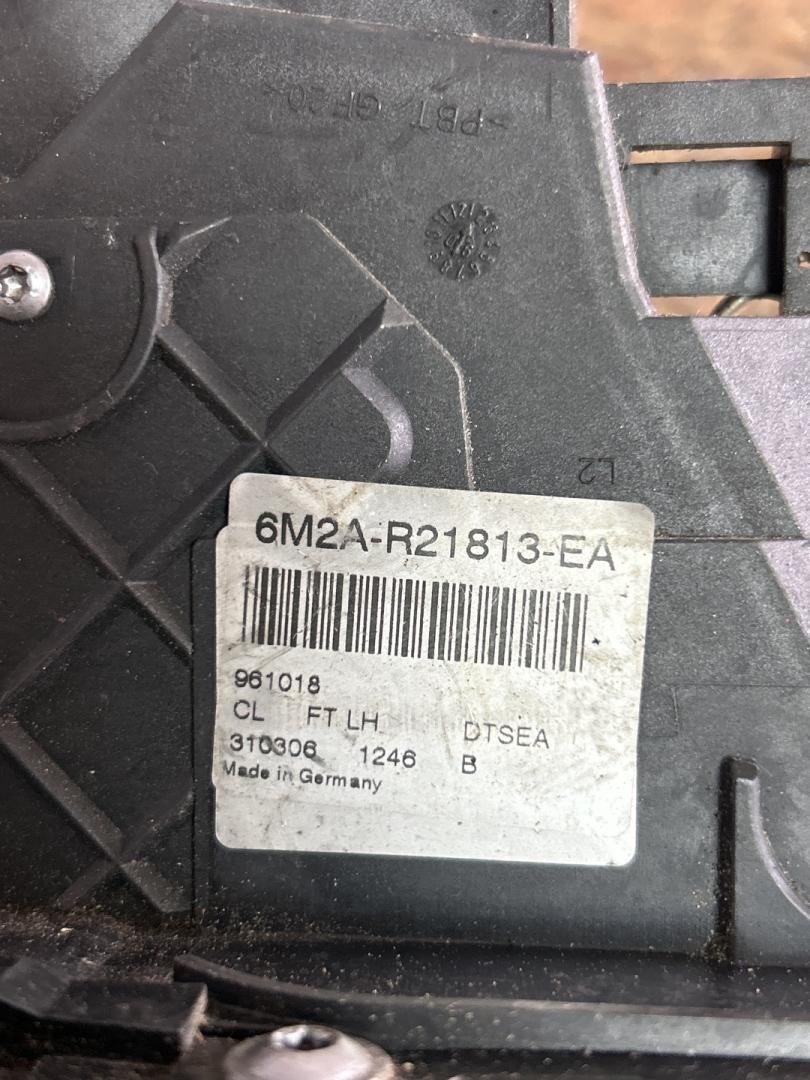 >PBT GF20<
L2
6M2A-R21813-EA
961018
CL FT LH DTSEA
310306 1246 B
Made in Germany